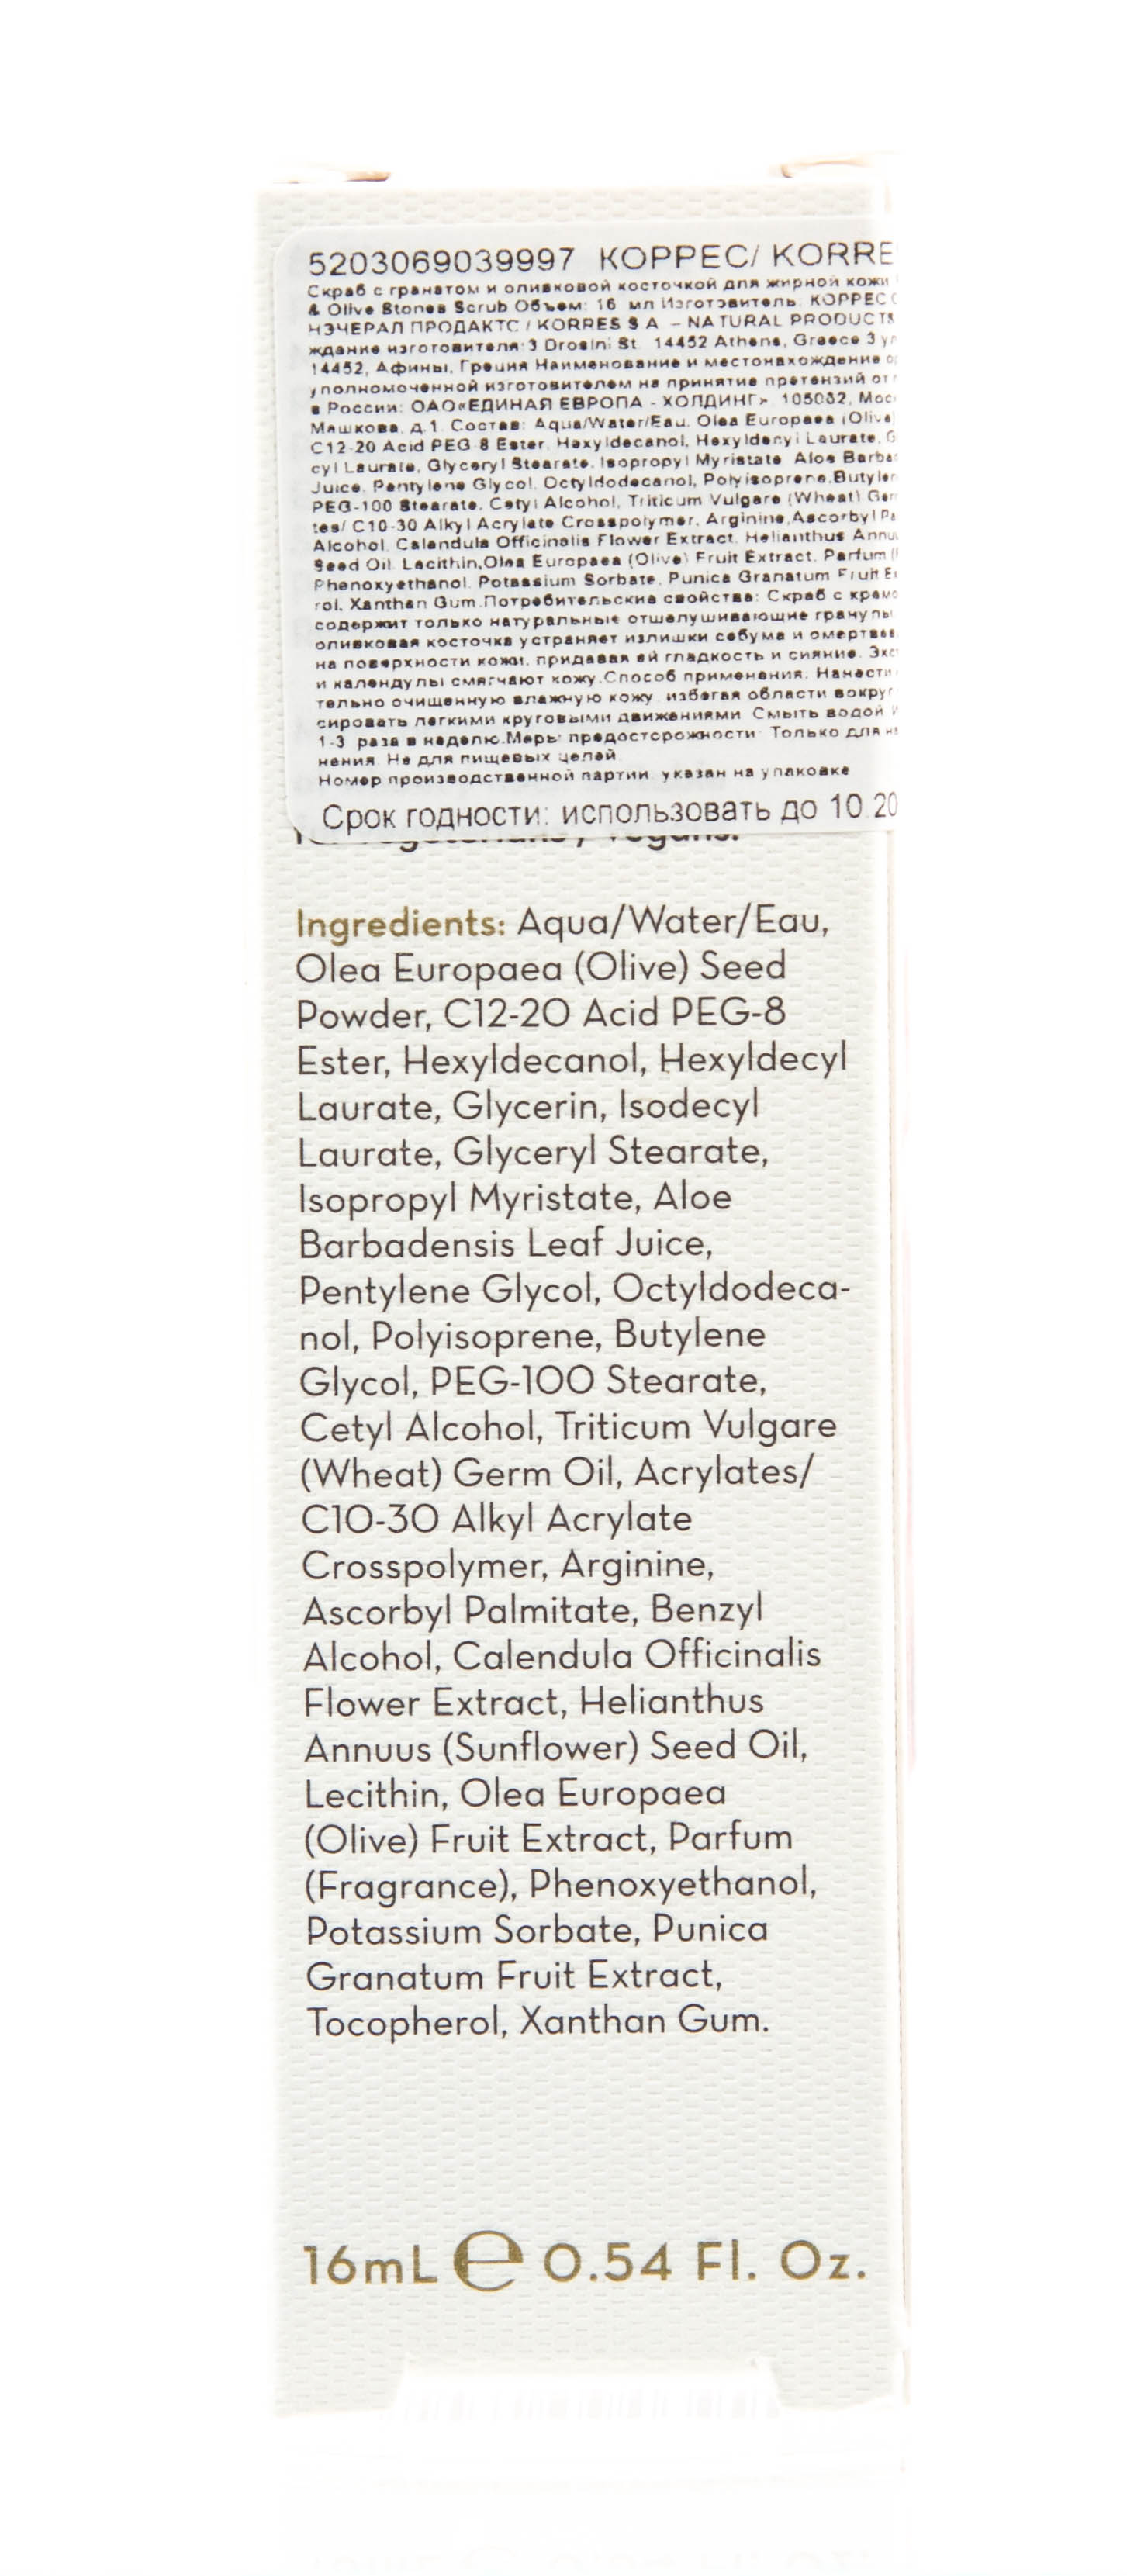 5203069039997 КОРРЕС/ KORRE
Скраб с гранатом и оливковой косточкой для жирной кожи
& Olive Stones Scrub Объем: 16 мл Изготовитель: КОРРЕС
НЭЧЕРАЛ ПРОДАКТС / KORRES S A – NATURAL PRODUCTS
ждение изготовителя: 3 Drosini St. 14452 Athens, Greece 3
14452, Афины, Греция Наименование и местонахождение
уполномоченной изготовителем на принятие претензий от
в России: ОАО «ЕДИНАЯ ЕВРОПА - ХОЛДИНГ». 105082,
Машкова, д.1. Состав: Aqua/Water/Eau, Olea Europaea (Olive)
C12-20 Acid PEG 8 Ester, Hexyldecanol, Hexyldecyl Laurate,
cyl Laurate, Glyceryl Stearate, Isopropyl Myristate Aloe
Juice, Pentylene Glycol, Octyldodecanol, Polyisoprene,
PEG-100 Stearate, Cetyl Alcohol, Triticum Vulgare (Wheat)
tes/ C10-30 Alkyl Acrylate Crosspolymer, Arginine, Ascorbyl
Alcohol, Calendula Officinalis Flower Extract, Helianthus
Seed Oil, Lecithin, Olea Europaea (Olive) Fruit Extract, Parfum
Phenoxyethanol, Potassium Sorbate, Punica Granatum Fruit
rol, Xanthan Gum. Потребительские свойства: Скраб с
содержит только натуральные отшелушивающие гранулы
оливковая косточка устраняет излишки себума и
на поверхности кожи, придавая ей гладкость и сияние.
и календулы смягчают кожу. Способ применения: Нанести
тельно очищенную влажную кожу, избегая области вокруг
сировать легкими круговыми движениями Смыть водой
1-3 раза в неделю. Меры предосторожности: Только для
нения. Не для пищевых целей
Номер производственной партии: указан на упаковке
Срок годности: использовать до 10.20
Ingredients: Aqua/Water/Eau,
Olea Europaea (Olive) Seed
Powder, C12-20 Acid PEG-8
Ester, Hexyldecanol, Hexyldecyl
Laurate, Glycerin, Isodecyl
Laurate, Glyceryl Stearate,
Isopropyl Myristate, Aloe
Barbadensis Leaf Juice,
Pentylene Glycol, Octyldodeca-
nol, Polyisoprene, Butylene
Glycol, PEG-100 Stearate,
Cetyl Alcohol, Triticum Vulgare
(Wheat) Germ Oil, Acrylates/
C10-30 Alkyl Acrylate
Crosspolymer, Arginine,
Ascorbyl Palmitate, Benzyl
Alcohol, Calendula Officinalis
Flower Extract, Helianthus
Annuus (Sunflower) Seed Oil,
Lecithin, Olea Europaea
(Olive) Fruit Extract, Parfum
(Fragrance), Phenoxyethanol,
Potassium Sorbate, Punica
Granatum Fruit Extract,
Tocopherol, Xanthan Gum.
16mL e 0.54 Fl. Oz.